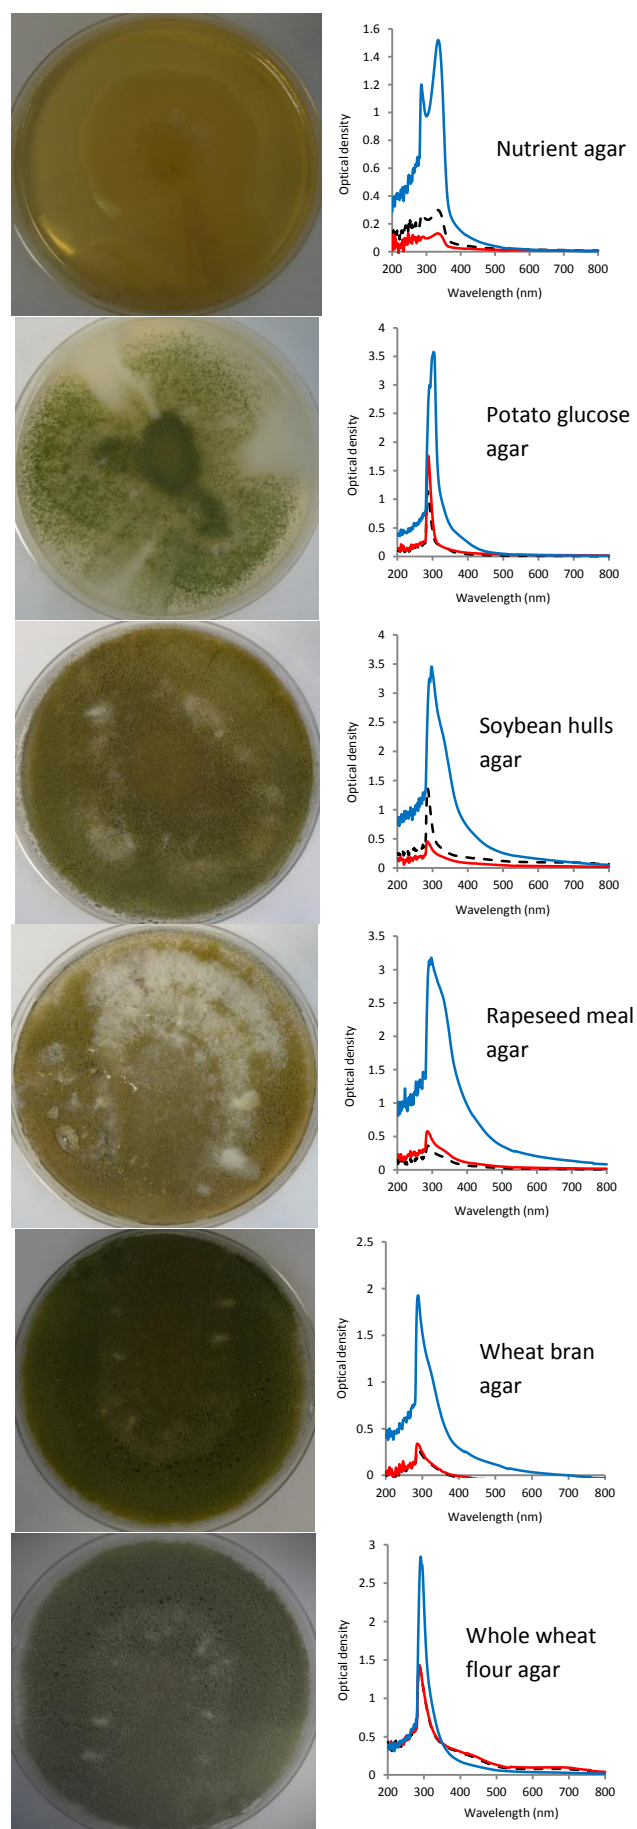 1.6
1.4
1.2
1
0.8
0.6
0.4
0.2
0
200 300 400 500 600 700 800
Optical density
Wavelength (nm)
Nutrient agar
4
3.5
3
2.5
2
1.5
1
0.5
0
200 300 400 500 600 700 800
Optical density
Wavelength (nm)
Potato glucose
agar
4
3.5
3
2.5
2
1.5
1
0.5
0
200 300 400 500 600 700 800
Optical density
Wavelength (nm)
Soybean hulls
agar
3.5
3
2.5
2
1.5
1
0.5
0
200 300 400 500 600 700 800
Optical density
Wavelength (nm)
Rapeseed meal
agar
2.5
2
1.5
1
0.5
0
200 300 400 500 600 700 800
Optical density
Wavelength (nm)
Wheat bran
agar
3
2.5
2
1.5
1
0.5
0
200 300 400 500 600 700 800
Optical density
Wavelength (nm)
Whole wheat
flour agar